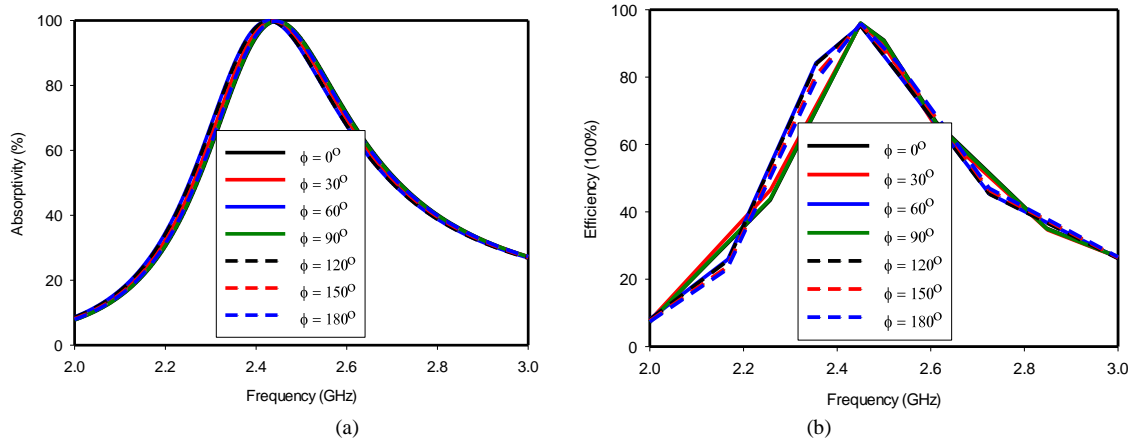 100
80
60
40
20
0
Absorptivity (%)
ϕ = 0º
ϕ = 30º
ϕ = 60º
ϕ = 90º
ϕ = 120º
ϕ = 150º
ϕ = 180º
2.0 2.2 2.4 2.6 2.8 3.0
Frequency (GHz)
(a)
100
80
60
40
20
0
Efficiency (100%)
ϕ = 0º
ϕ = 30º
ϕ = 60º
ϕ = 90º
ϕ = 120º
ϕ = 150º
ϕ = 180º
2.0 2.2 2.4 2.6 2.8 3.0
Frequency (GHz)
(b)